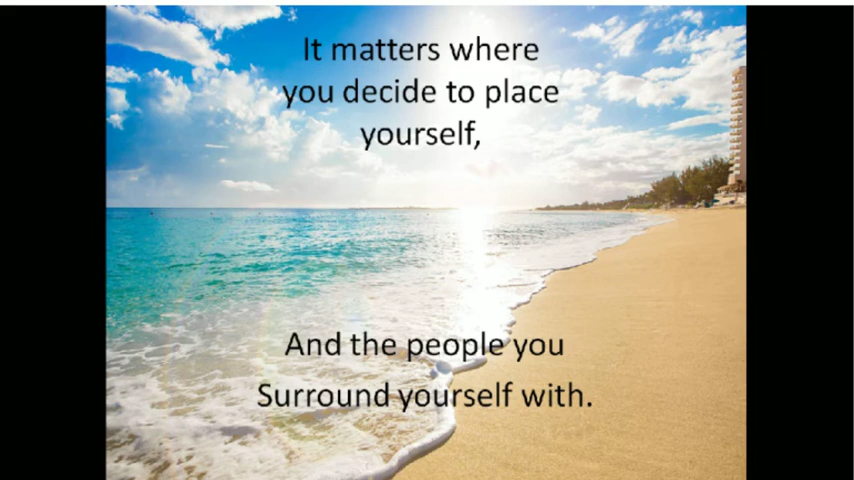 It matters where
you decide to place
yourself,
And the people you
Surround yourself with.